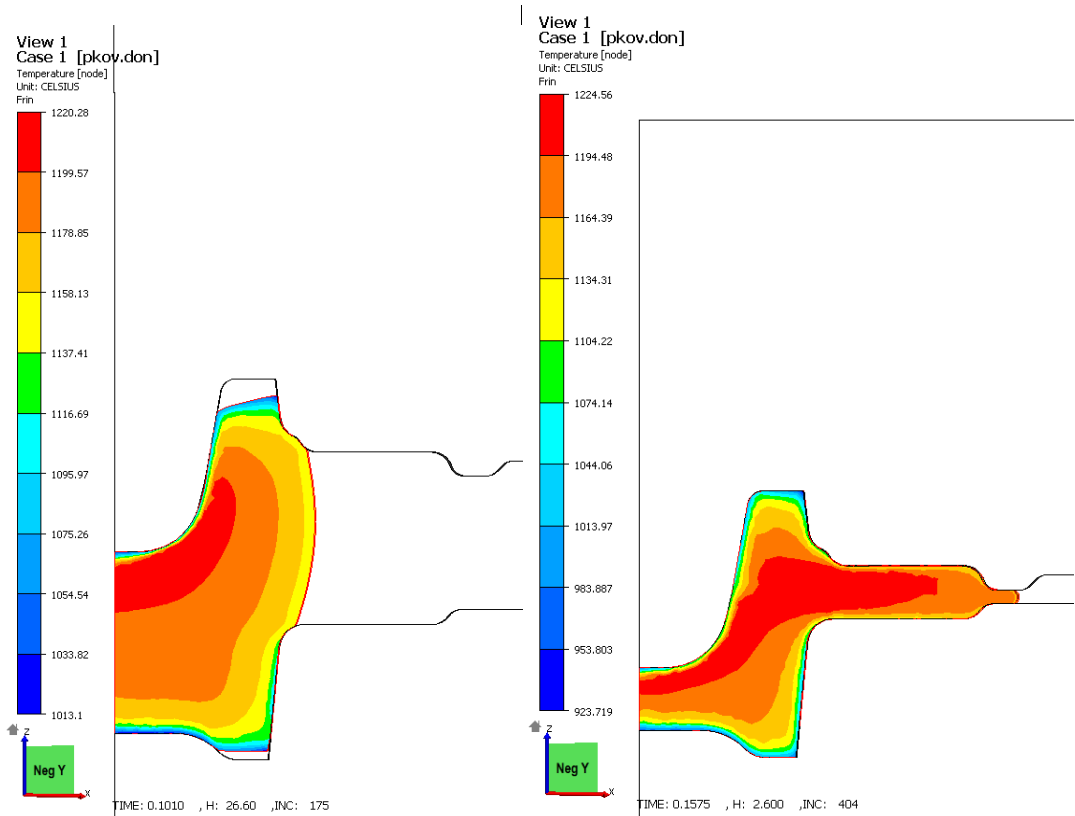 View 1
Case 1 [pkov.don]
Temperature [node]
Unit: CELSIUS
Frin
1220.28
1199.57
1178.85
1158.13
1137.41
1116.69
1095.97
1075.26
1054.54
1033.82
1013.1
z
Neg Y
x
TIME: 0.1010 , H: 26.60 ,INC: 175
View 1
Case 1 [pkov.don]
Temperature [node]
Unit: CELSIUS
Frin
1224.56
1194.48
1164.39
1134.31
1104.22
1074.14
1044.06
1013.97
983.887
953.803
923.719
z
Neg Y
x
TIME: 0.1575 , H: 2.600 ,INC: 404